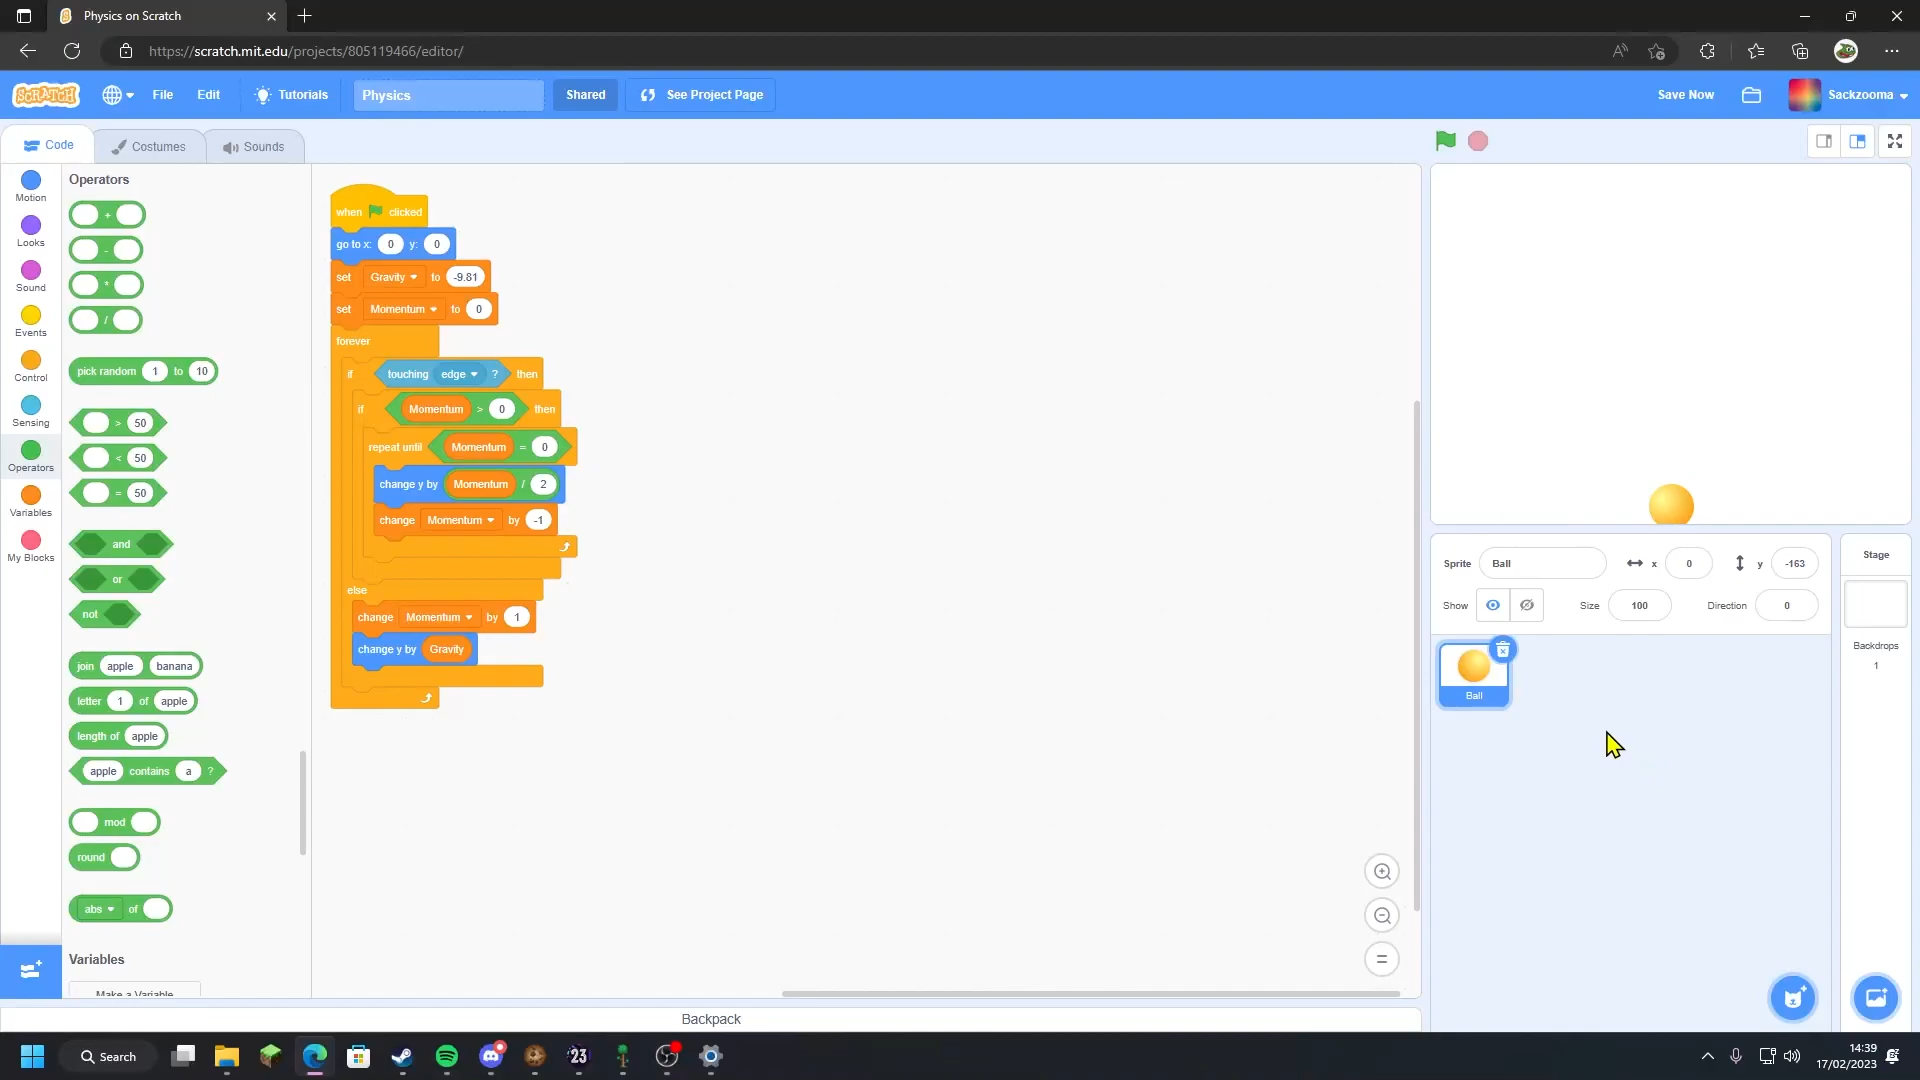 Physics on Scratch
https://scratch.mit.edu/projects/805119466/editor/
SCRATCH
File
Edit
Tutorials
Physics
Shared
See Project Page
Save Now
Sackzooma
Code
Costumes
Sounds
Motion
Looks
Sound
Events
Control
Sensing
Operators
Variables
My Blocks
Operators
+
-
*
/
pick random 1 to 10
> 50
< 50
= 50
and
or
not
join apple banana
letter 1 of apple
length of apple
apple contains a ?
mod
round
abs of
Variables
Make a Variable
when clicked
go to x: 0 y: 0
set Gravity to -9.81
set Momentum to 0
forever
if touching edge ? then
if Momentum > 0 then
repeat until Momentum = 0
change y by Momentum / 2
change Momentum by -1
else
change Momentum by 1
change y by Gravity
Backpack
Sprite Ball x 0 y -163
Show Size 100 Direction 0
Ball
Stage
Backdrops
1
Search
23
14:39
17/02/2023